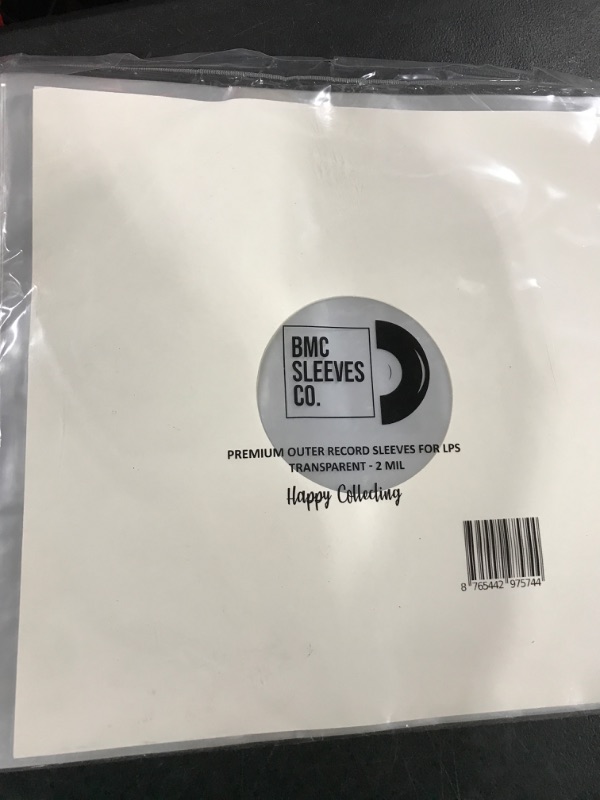 BMC
SLEEVES
CO.
PREMIUM OUTER RECORD SLEEVES FOR LPS
TRANSPARENT - 2 MIL
Happy Collecting
8 765442 975744